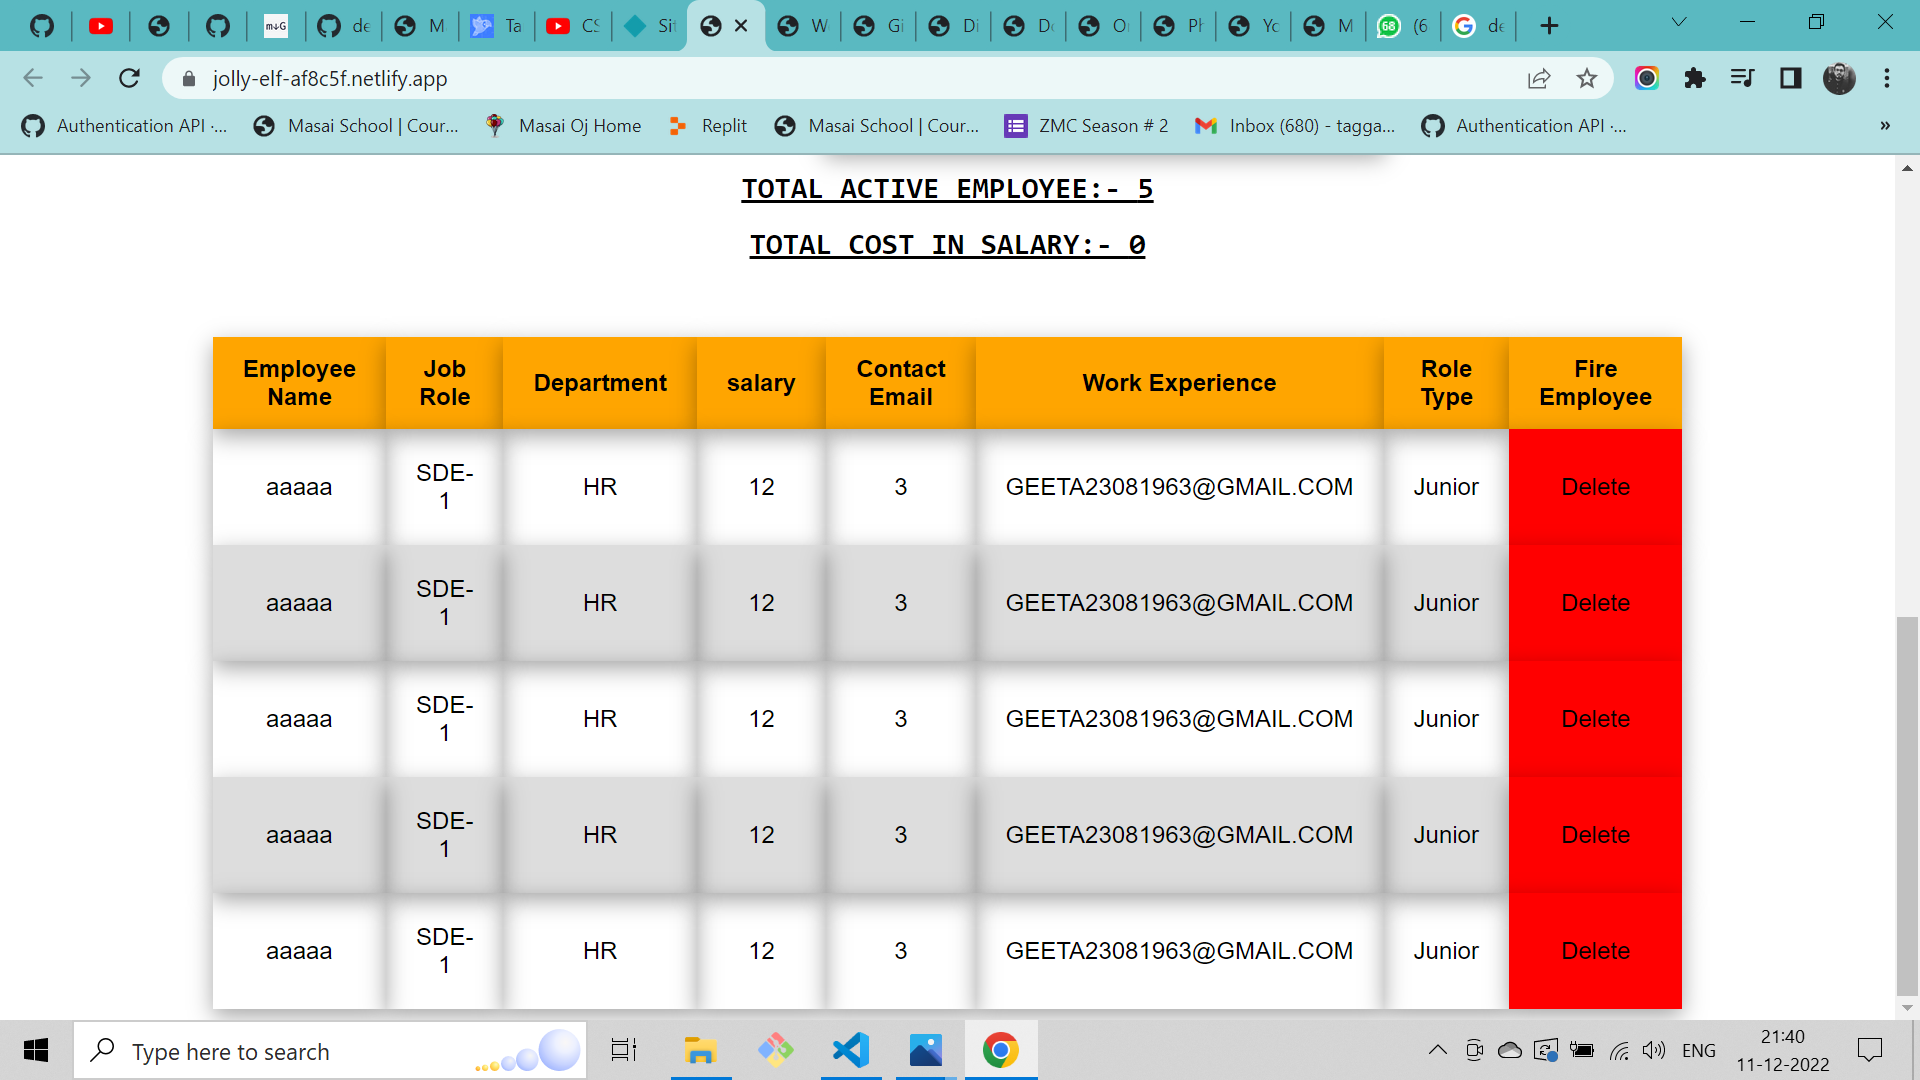 de M Ta CS Sit W Gi Di Do O Ph Yo M (6 de
jolly-elf-af8c5f.netlify.app
Authentication API ·... Masai School | Cour... Masai Oj Home Replit Masai School | Cour... ZMC Season # 2 Inbox (680) - tagga... Authentication API ·... »
TOTAL ACTIVE EMPLOYEE:- 5
TOTAL COST IN SALARY:- 0
Employee Name Job Role Department salary Contact Email Work Experience Role Type Fire Employee
aaaaa SDE-1 HR 12 3 GEETA23081963@GMAIL.COM Junior Delete
aaaaa SDE-1 HR 12 3 GEETA23081963@GMAIL.COM Junior Delete
aaaaa SDE-1 HR 12 3 GEETA23081963@GMAIL.COM Junior Delete
aaaaa SDE-1 HR 12 3 GEETA23081963@GMAIL.COM Junior Delete
aaaaa SDE-1 HR 12 3 GEETA23081963@GMAIL.COM Junior Delete
Type here to search
ENG
21:40
11-12-2022